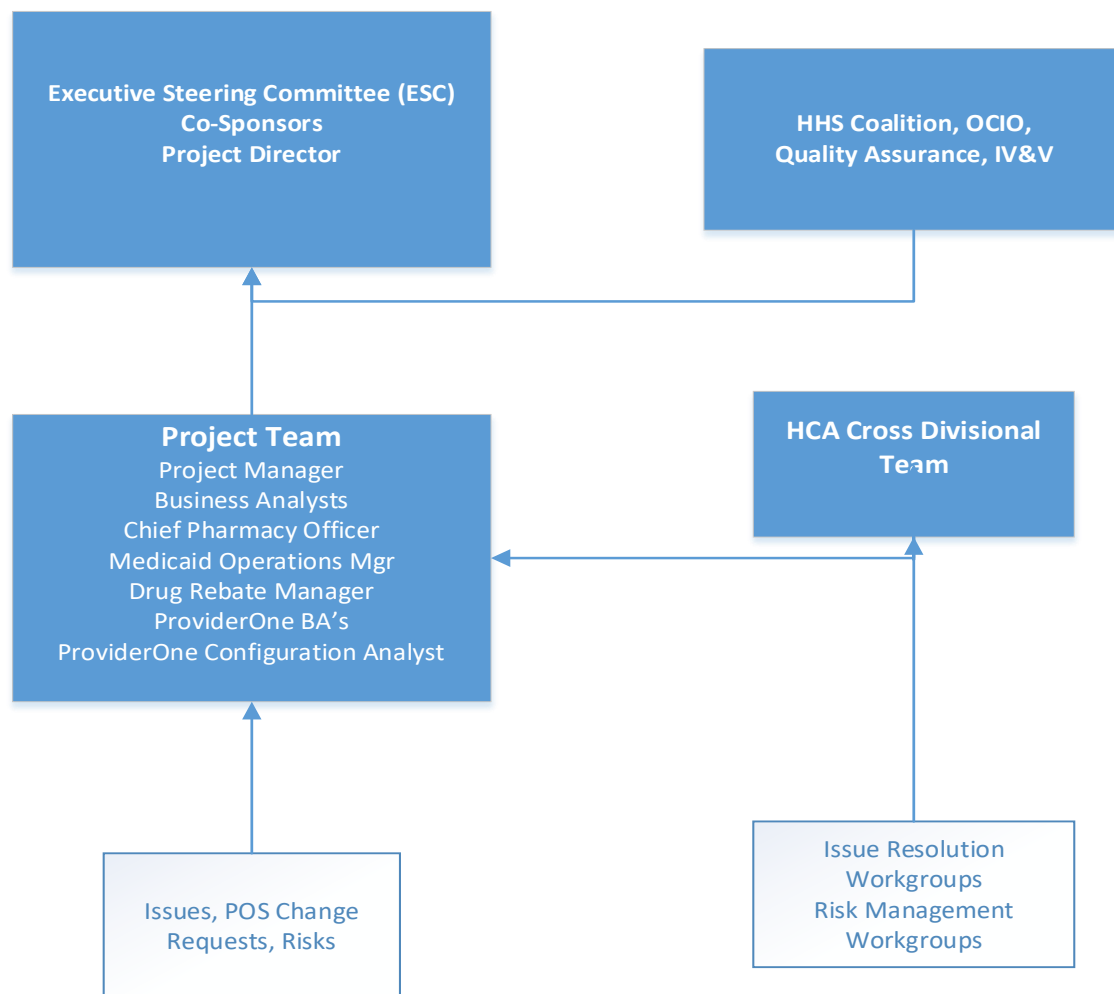 Executive Steering Committee (ESC)
Co-Sponsors
Project Director
HHS Coalition, OCIO,
Quality Assurance, IV&V
Project Team
Project Manager
Business Analysts
Chief Pharmacy Officer
Medicaid Operations Mgr
Drug Rebate Manager
ProviderOne BA's
ProviderOne Configuration Analyst
HCA Cross Divisional
Team
Issues, POS Change
Requests, Risks
Issue Resolution
Workgroups
Risk Management
Workgroups